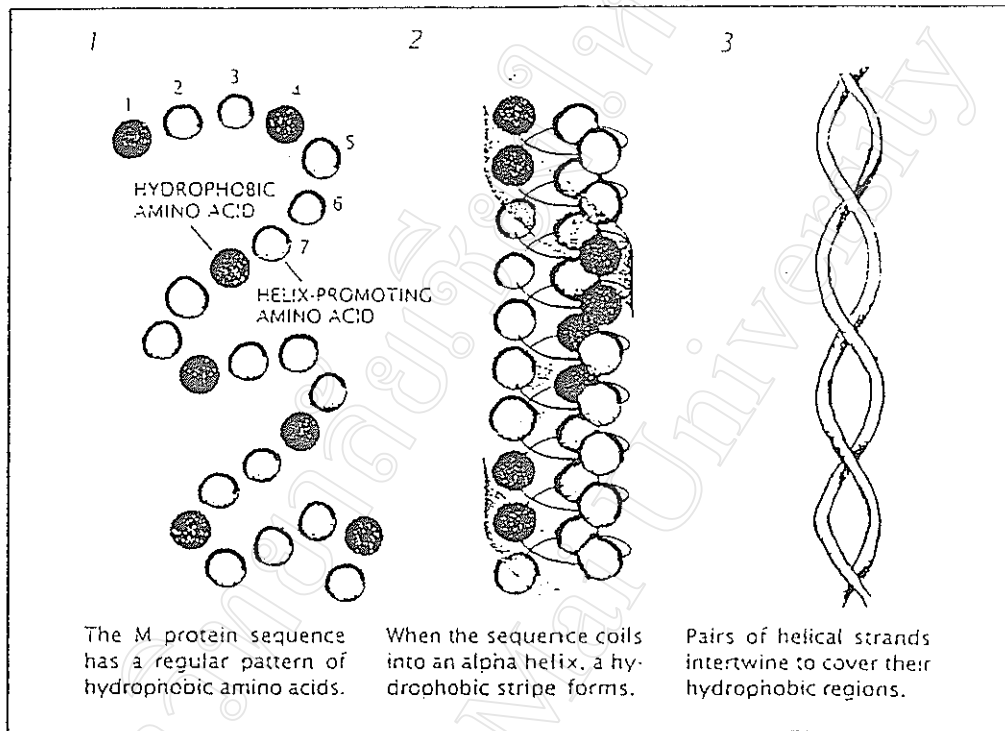 1
2
3
1
2
3
4
5
6
7
HYDROPHOBIC
AMINO ACID
HELIX-PROMOTING
AMINO ACID
The M protein sequence
has a regular pattern of
hydrophobic amino acids.
When the sequence coils
into an alpha helix, a hy-
drophobic stripe forms.
Pairs of helical strands
intertwine to cover their
hydrophobic regions.
University